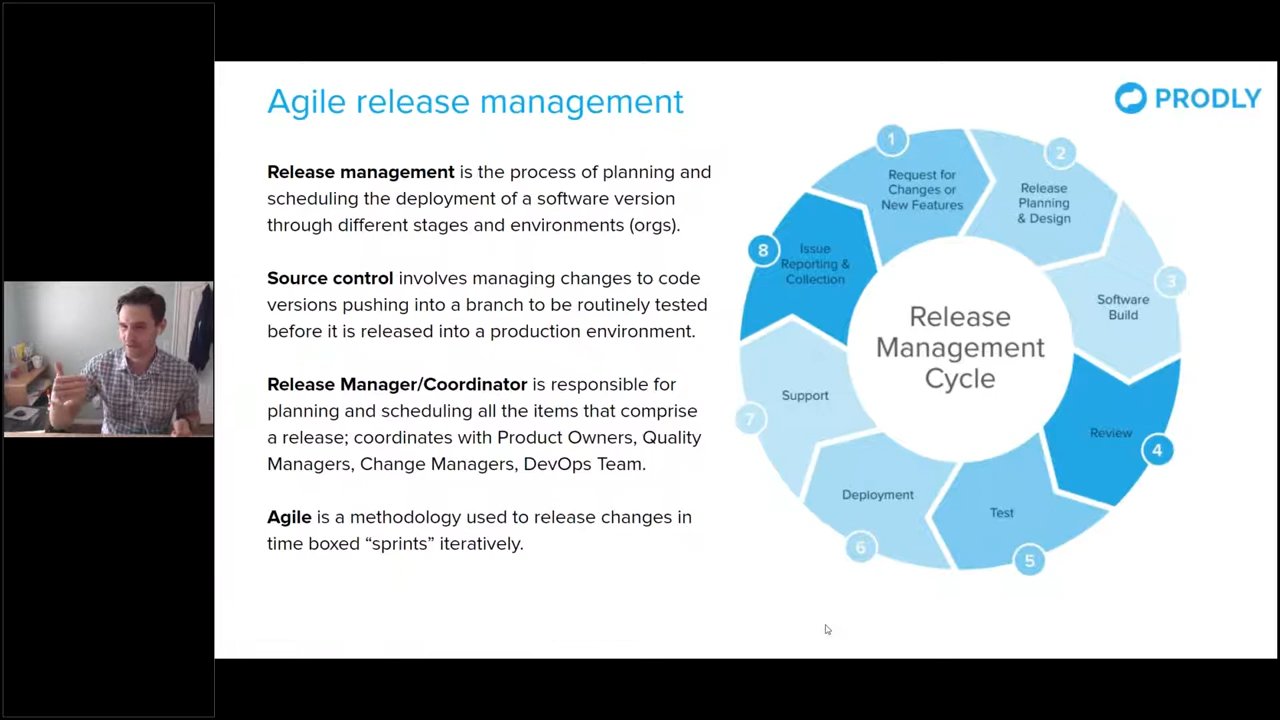 Agile release management
PRODLY
Release management is the process of planning and
scheduling the deployment of a software version
through different stages and environments (orgs).
Source control involves managing changes to code
versions pushing into a branch to be routinely tested
before it is released into a production environment.
Release Manager/Coordinator is responsible for
planning and scheduling all the items that comprise
a release; coordinates with Product Owners, Quality
Managers, Change Managers, DevOps Team.
Agile is a methodology used to release changes in
time boxed “sprints” iteratively.
Release
Management
Cycle
1
Request for
Changes or
New Features
2
Release
Planning
& Design
3
Software
Build
4
Review
5
Test
6
Deployment
7
Support
8
Issue
Reporting &
Collection